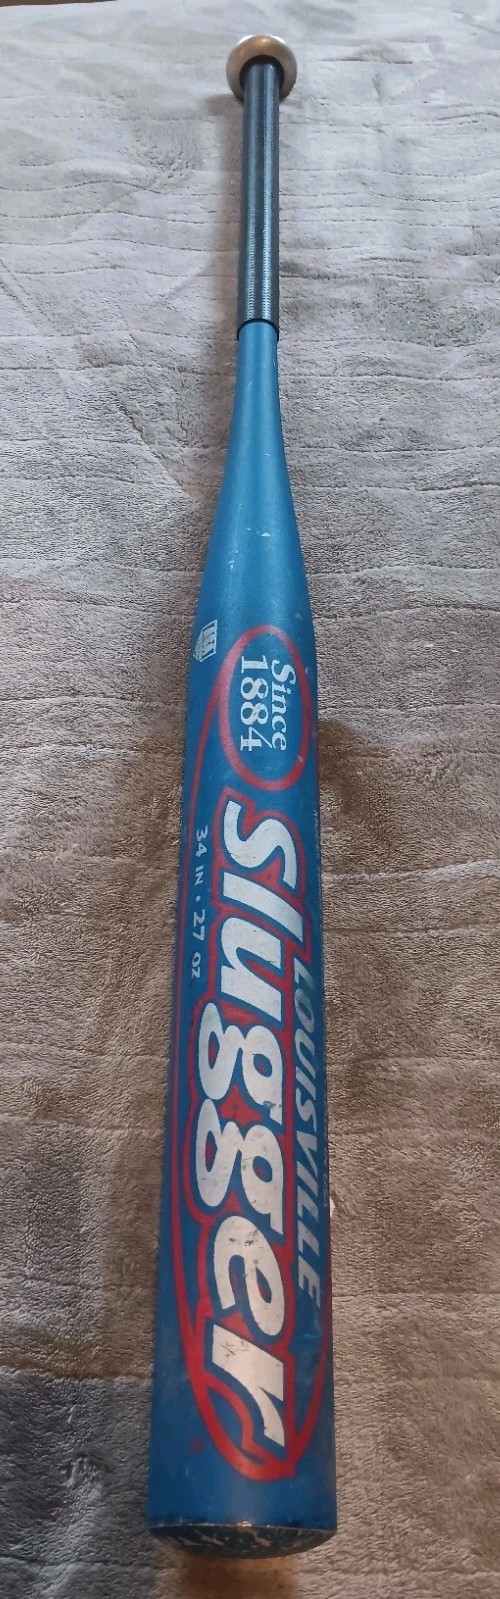 Since
1884
LOUISVILLE
Slugger
34 IN • 27 OZ